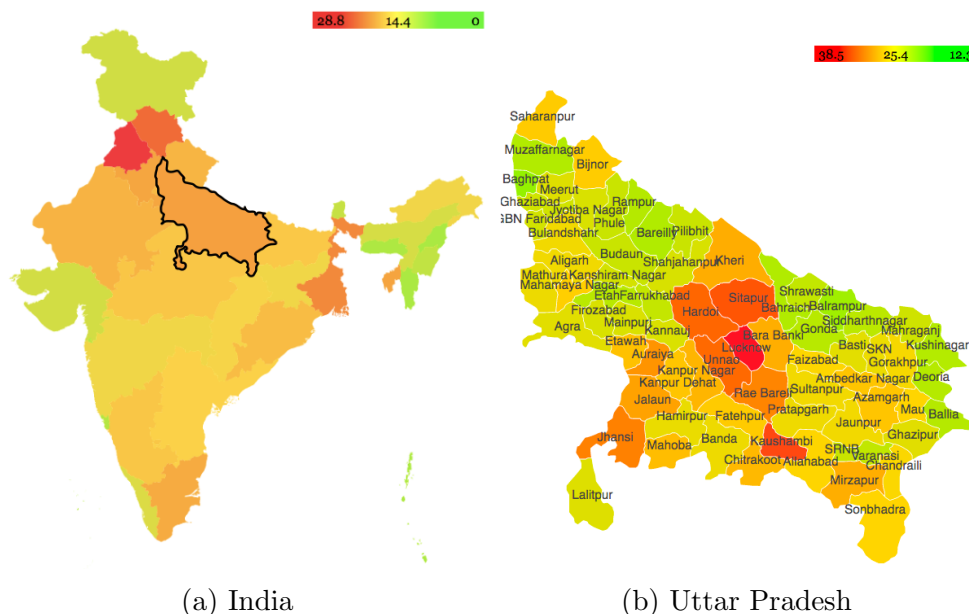 28.8 14.4 0
38.5 25.4 12.3
Saharanpur
Muzaffarnagar
Bijnor
Baghpat
Meerut
Ghaziabad
Rampur
Jyotiba Nagar
GBN Faridabad
Phule
Bulandshahr
Bareilly
Pilibhit
Budaun
Kheri
Aligarh
Shahjahanpur
Mathura
Kanshiram Nagar
Mahamaya Nagar
Shrawasti
Etah
Farrukhabad
Sitapur
Bahraich
Balrampur
Firozabad
Hardoi
Siddharthnagar
Agra
Mainpuri
Kannauj
Gonda
Mahraganj
Etawah
Bara Banki
Basti
SKN
Kushinagar
Auraiya
Lucknow
Unnao
Faizabad
Gorakhpur
Kanpur Nagar
Kanpur Dehat
Ambedkar Nagar
Deoria
Jalaun
Rae Bareli
Sultanpur
Azamgarh
Hamirpur
Fatehpur
Pratapgarh
Mau
Ballia
Jaunpur
Jhansi
Mahoba
Banda
Kaushambi
Ghazipur
SRNB
Varanasi
Chitrakoot
Allahabad
Chandraili
Mirzapur
Lalitpur
Sonbhadra
(a) India
(b) Uttar Pradesh